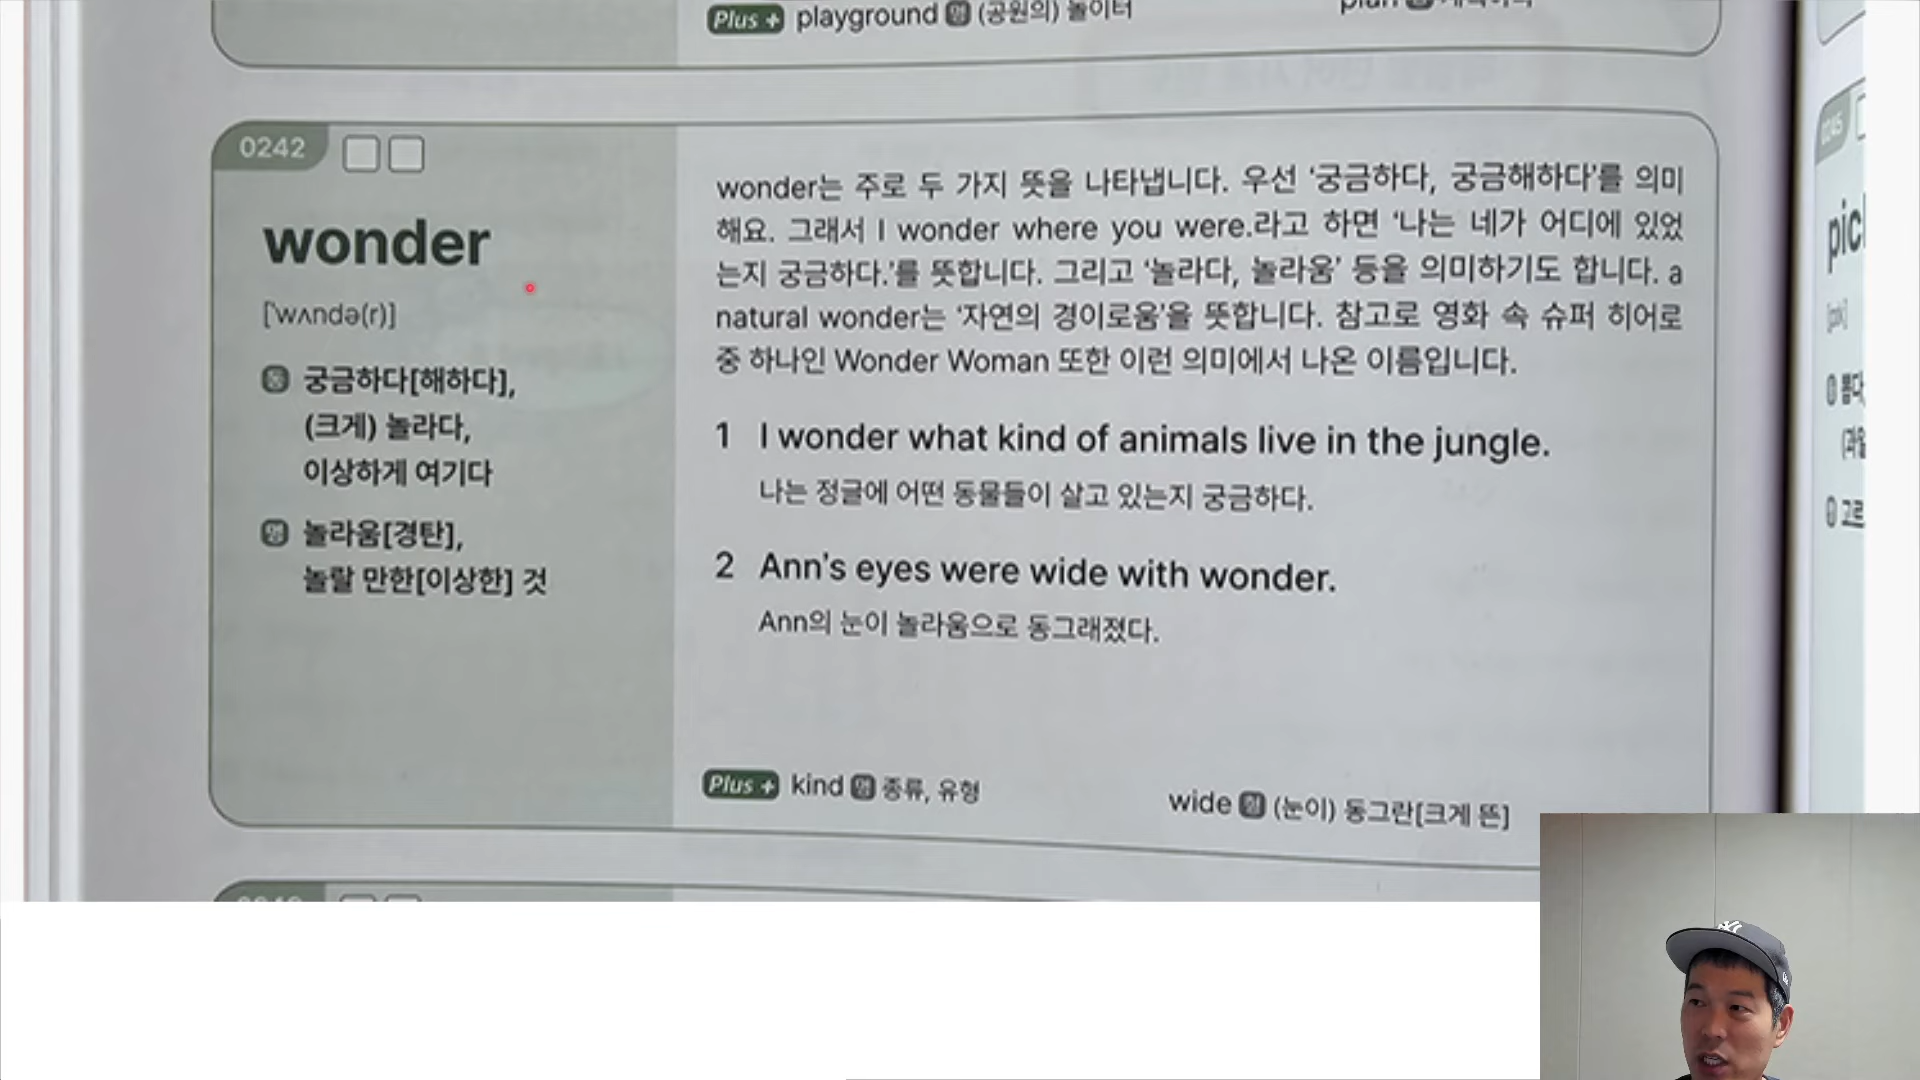 Plus + playground 명 (공원의) 놀이터
0242
wonder
['wʌndə(r)]
동 궁금하다[해하다],
(크게) 놀라다,
이상하게 여기다
명 놀라움[경탄],
놀랄 만한[이상한] 것
wonder는 주로 두 가지 뜻을 나타냅니다. 우선 ‘궁금하다, 궁금해하다’를 의미
해요. 그래서 I wonder where you were.라고 하면 ‘나는 네가 어디에 있었
는지 궁금하다.’를 뜻합니다. 그리고 ‘놀라다, 놀라움’ 등을 의미하기도 합니다. a
natural wonder는 ‘자연의 경이로움’을 뜻합니다. 참고로 영화 속 슈퍼 히어로
중 하나인 Wonder Woman 또한 이런 의미에서 나온 이름입니다.
1 I wonder what kind of animals live in the jungle.
나는 정글에 어떤 동물들이 살고 있는지 궁금하다.
2 Ann's eyes were wide with wonder.
Ann의 눈이 놀라움으로 동그래졌다.
Plus + kind 명 종류, 유형
wide 형 (눈이) 동그란[크게 뜬]
0245
NY